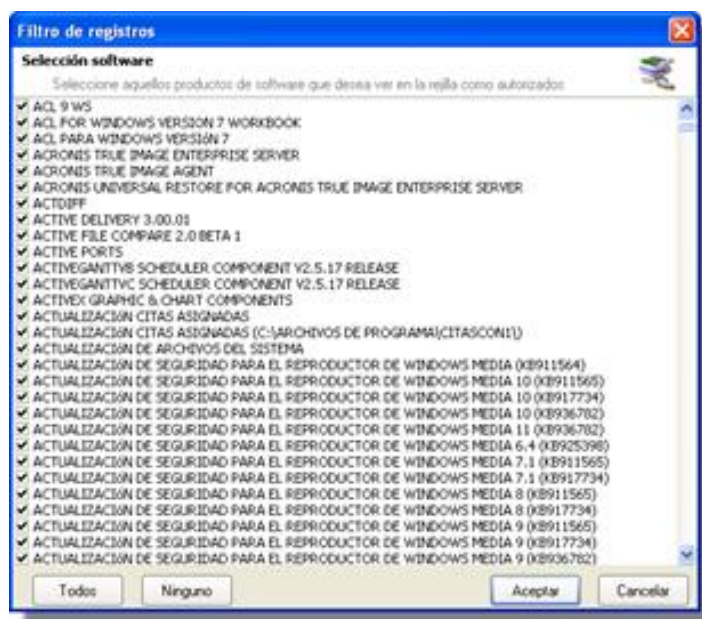 Filtro de registros
Selección software
Seleccione aquellos productos de software que desea ver en la rejilla como autorizados
ACL 9 WS
ACL FOR WINDOWS VERSION 7 WORKBOOK
ACL PARA WINDOWS VERSIóN 7
ACRONIS TRUE IMAGE ENTERPRISE SERVER
ACRONIS TRUE IMAGE AGENT
ACRONIS UNIVERSAL RESTORE FOR ACRONIS TRUE IMAGE ENTERPRISE SERVER
ACTDIFF
ACTIVE DELIVERY 3.00.01
ACTIVE FILE COMPARE 2.0 BETA 1
ACTIVE PORTS
ACTIVEGANTTVB SCHEDULER COMPONENT V2.5.17 RELEASE
ACTIVEGANTTVC SCHEDULER COMPONENT V2.5.17 RELEASE
ACTIVEX GRAPHIC & CHART COMPONENTS
ACTUALIZACIóN CITAS ASIGNADAS
ACTUALIZACIóN CITAS ASIGNADAS (C:\ARCHIVOS DE PROGRAMA\CITASCON1\)
ACTUALIZACIóN DE ARCHIVOS DEL SISTEMA
ACTUALIZACIóN DE SEGURIDAD PARA EL REPRODUCTOR DE WINDOWS MEDIA (KB911564)
ACTUALIZACIóN DE SEGURIDAD PARA EL REPRODUCTOR DE WINDOWS MEDIA 10 (KB911565)
ACTUALIZACIóN DE SEGURIDAD PARA EL REPRODUCTOR DE WINDOWS MEDIA 10 (KB917734)
ACTUALIZACIóN DE SEGURIDAD PARA EL REPRODUCTOR DE WINDOWS MEDIA 10 (KB936782)
ACTUALIZACIóN DE SEGURIDAD PARA EL REPRODUCTOR DE WINDOWS MEDIA 11 (KB936782)
ACTUALIZACIóN DE SEGURIDAD PARA EL REPRODUCTOR DE WINDOWS MEDIA 6.4 (KB925398)
ACTUALIZACIóN DE SEGURIDAD PARA EL REPRODUCTOR DE WINDOWS MEDIA 7.1 (KB911565)
ACTUALIZACIóN DE SEGURIDAD PARA EL REPRODUCTOR DE WINDOWS MEDIA 7.1 (KB917734)
ACTUALIZACIóN DE SEGURIDAD PARA EL REPRODUCTOR DE WINDOWS MEDIA 8 (KB911565)
ACTUALIZACIóN DE SEGURIDAD PARA EL REPRODUCTOR DE WINDOWS MEDIA 8 (KB917734)
ACTUALIZACIóN DE SEGURIDAD PARA EL REPRODUCTOR DE WINDOWS MEDIA 9 (KB911565)
ACTUALIZACIóN DE SEGURIDAD PARA EL REPRODUCTOR DE WINDOWS MEDIA 9 (KB917734)
ACTUALIZACIóN DE SEGURIDAD PARA EL REPRODUCTOR DE WINDOWS MEDIA 9 (KB936782)
Todos Ninguno Aceptar Cancelar